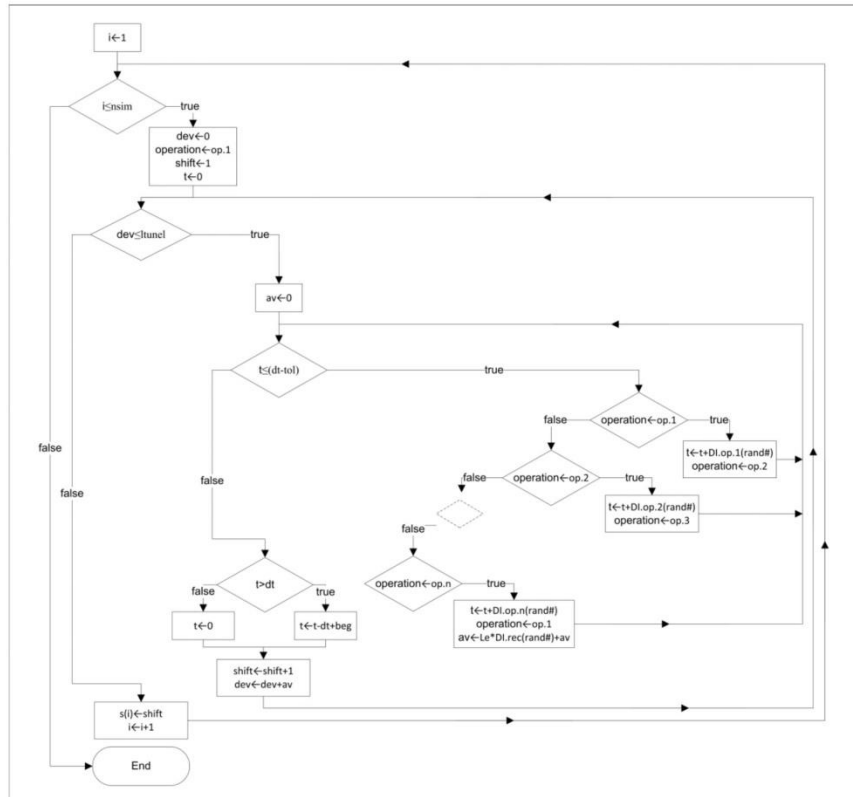 i←1
i≤nsim
true
dev←0
operation←op.1
shift←1
t←0
dev≤ltunel
true
av←0
t≤(dt-tol)
true
operation←op.1
false
true
t←t+DI.op.1(rand#)
operation←op.2
false
false
operation←op.2
false
true
t←t+DI.op.2(rand#)
operation←op.3
false
false
operation←op.n
true
t>dt
false
true
t←t+DI.op.n(rand#)
operation←op.1
av←Le*DI.rec(rand#)+av
t←0
t←t-dt+beg
shift←shift+1
dev←dev+av
s(i)←shift
i←i+1
End